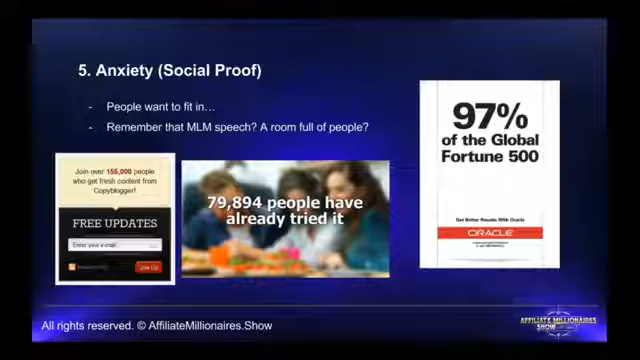 5. Anxiety (Social Proof)
- People want to fit in…
- Remember that MLM speech? A room full of people?
Join over 155,000 people
who get fresh content from
Copyblogger!
FREE UPDATES
Enter your e-mail...
Join Us
79,894 people have
already tried it
97%
of the Global
Fortune 500
Get Better Results With Oracle
ORACLE
All rights reserved. © AffiliateMillionaires.Show
AFFILIATE MILLIONAIRES
SHOW